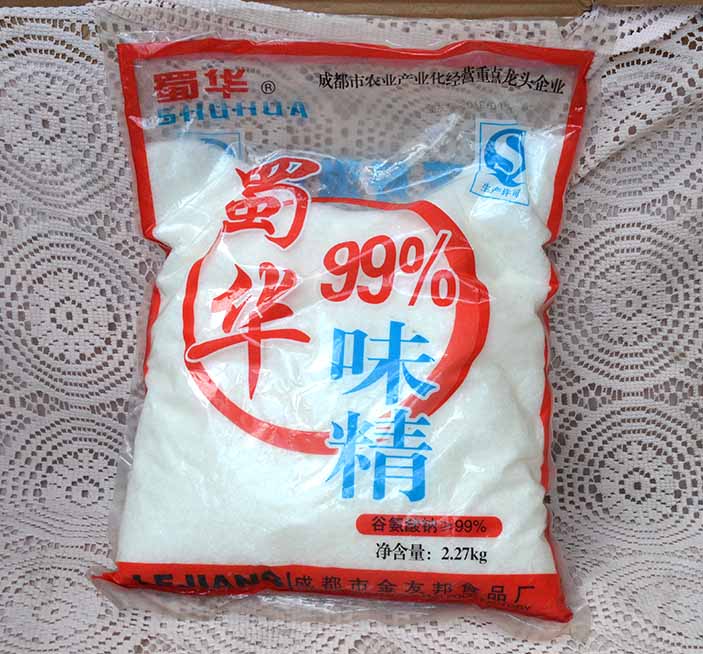 蜀华®
成都市农业产业化经营重点龙头企业
SHUHUA
生产许可
蜀华
99%
味精
谷氨酸钠≥99%
净含量：2.27kg
LEJIANG/成都市金友邦食品厂